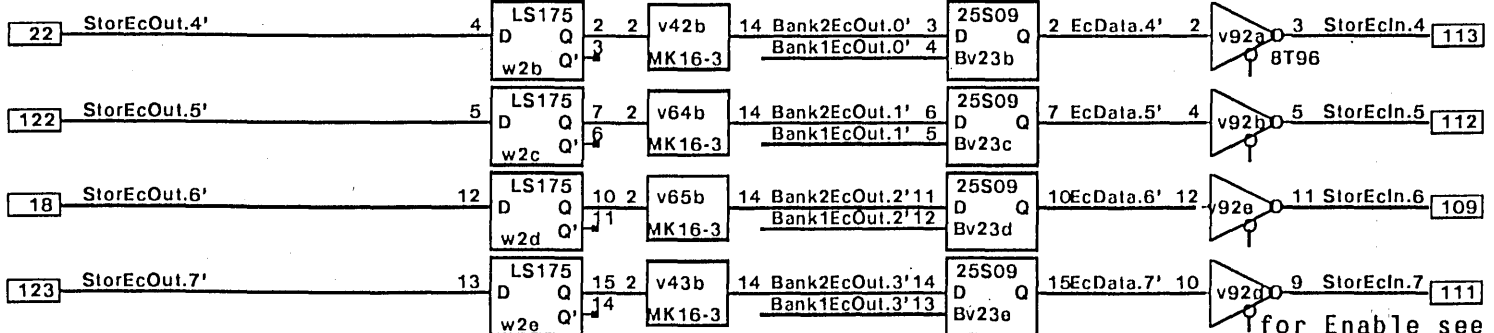 LS175 25S09
22 StorEcOut.4' 4 D Q 2 2 v42b 14 Bank2EcOut.0' 3 D Q 2 EcData.4' 2 v92a 3 StorEcIn.4 113
3 Q' MK16-3 Bank1EcOut.0' 4 Bv23b 8T96
w2b
LS175 25S09
122 StorEcOut.5' 5 D Q 7 2 v64b 14 Bank2EcOut.1' 6 D Q 7 EcData.5' 4 v92b 5 StorEcIn.5 112
6 Q' MK16-3 Bank1EcOut.1' 5 Bv23c
w2c
LS175 25S09
18 StorEcOut.6' 12 D Q 10 2 v65b 14 Bank2EcOut.2' 11 D Q 10 EcData.6' 12 v92e 11 StorEcIn.6 109
11 Q' MK16-3 Bank1EcOut.2' 12 Bv23d
w2d
LS175 25S09
123 StorEcOut.7' 13 D Q 15 2 v43b 14 Bank2EcOut.3' 14 D Q 15 EcData.7' 10 v92d 9 StorEcIn.7 111
14 Q' MK16-3 Bank1EcOut.3' 13 Bv23e
w2e for Enable see